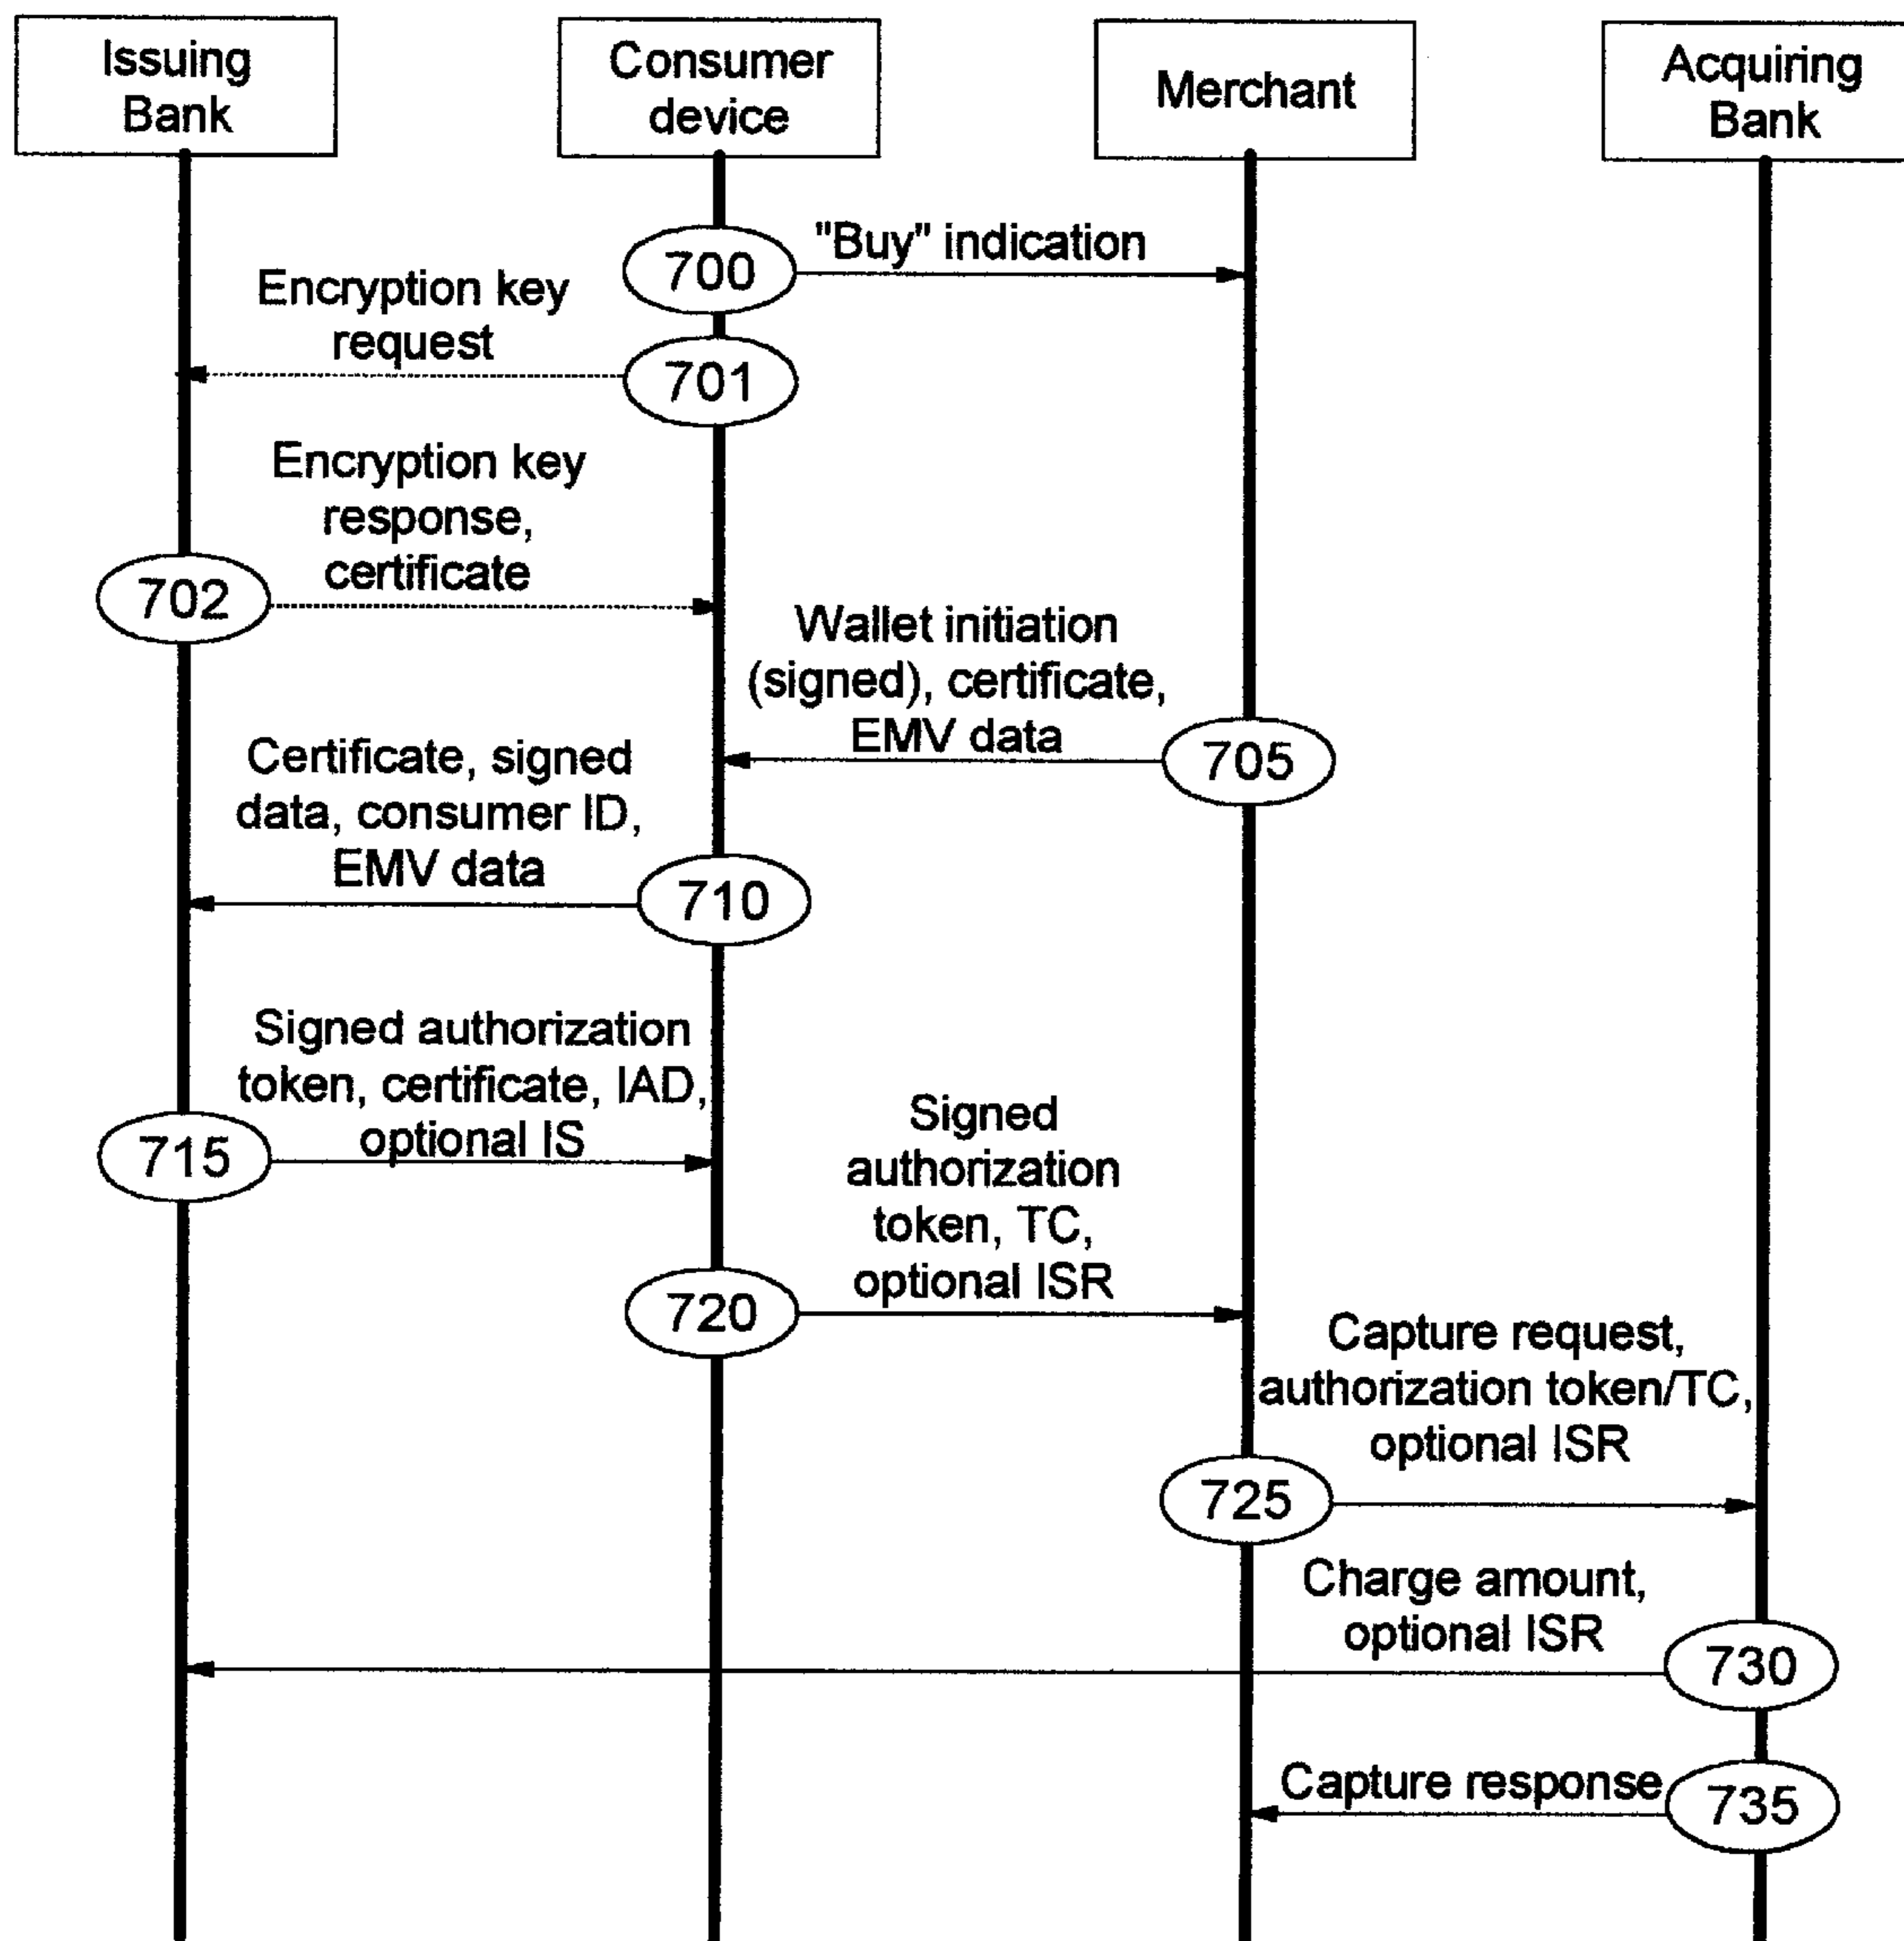 Issuing
Bank
Consumer
device
Merchant
Acquiring
Bank
"Buy" indication
700
Encryption key
request
701
Encryption key
response,
certificate
702
Wallet initiation
(signed), certificate,
EMV data
705
Certificate, signed
data, consumer ID,
EMV data
710
Signed authorization
token, certificate, IAD,
optional IS
715
Signed
authorization
token, TC,
optional ISR
720
Capture request,
authorization token/TC,
optional ISR
725
Charge amount,
optional ISR
730
Capture response
735